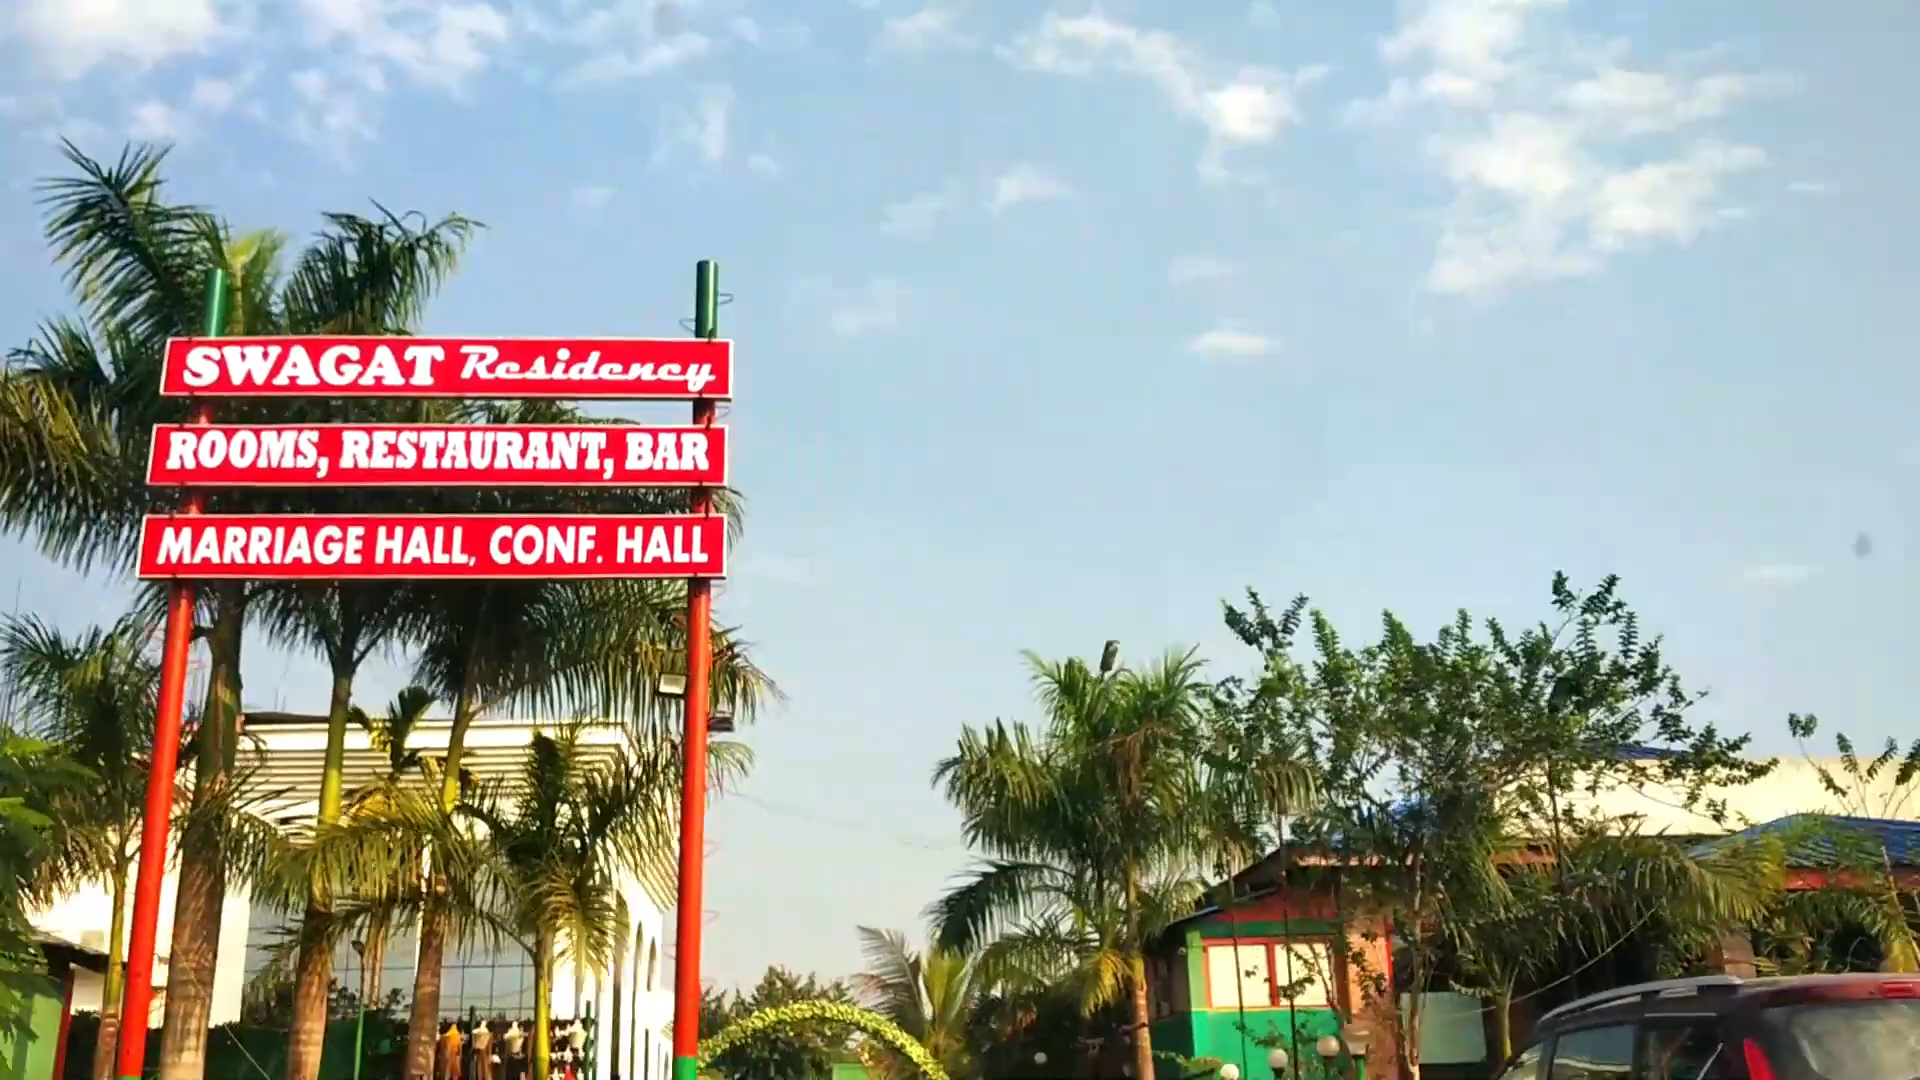 SWAGAT Residency
ROOMS, RESTAURANT, BAR
MARRIAGE HALL, CONF. HALL